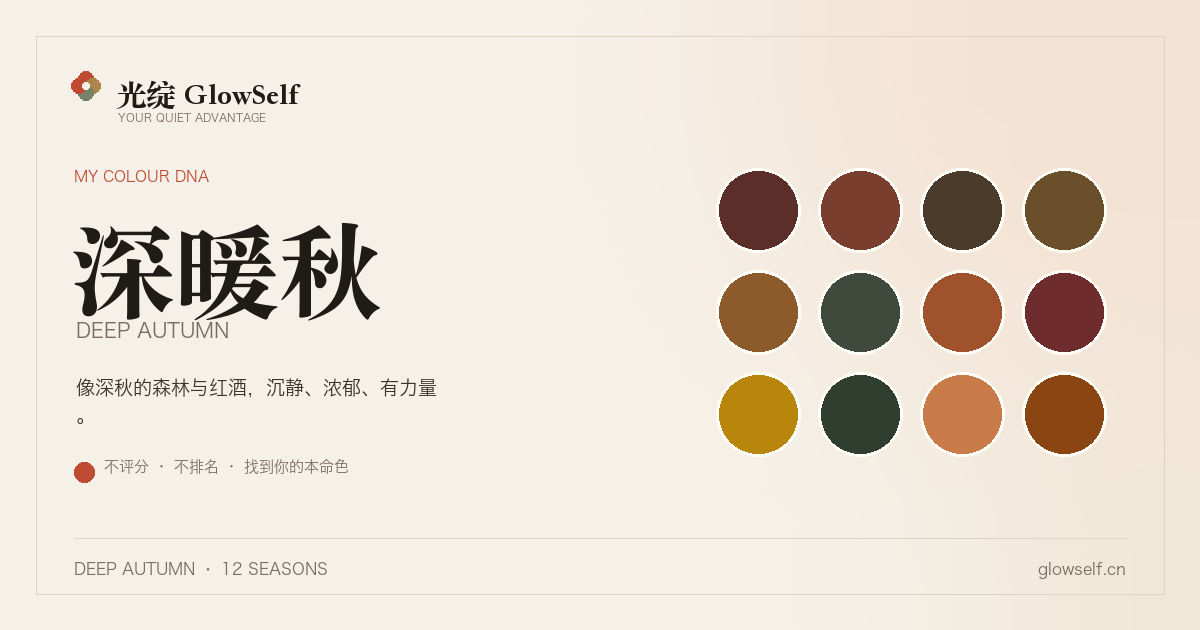 光绽 GlowSelf
YOUR QUIET ADVANTAGE
MY COLOUR DNA
深暖秋
DEEP AUTUMN
像深秋的森林与红酒，沉静、浓郁、有力量
。
不评分 · 不排名 · 找到你的本命色
DEEP AUTUMN · 12 SEASONS
glowself.cn